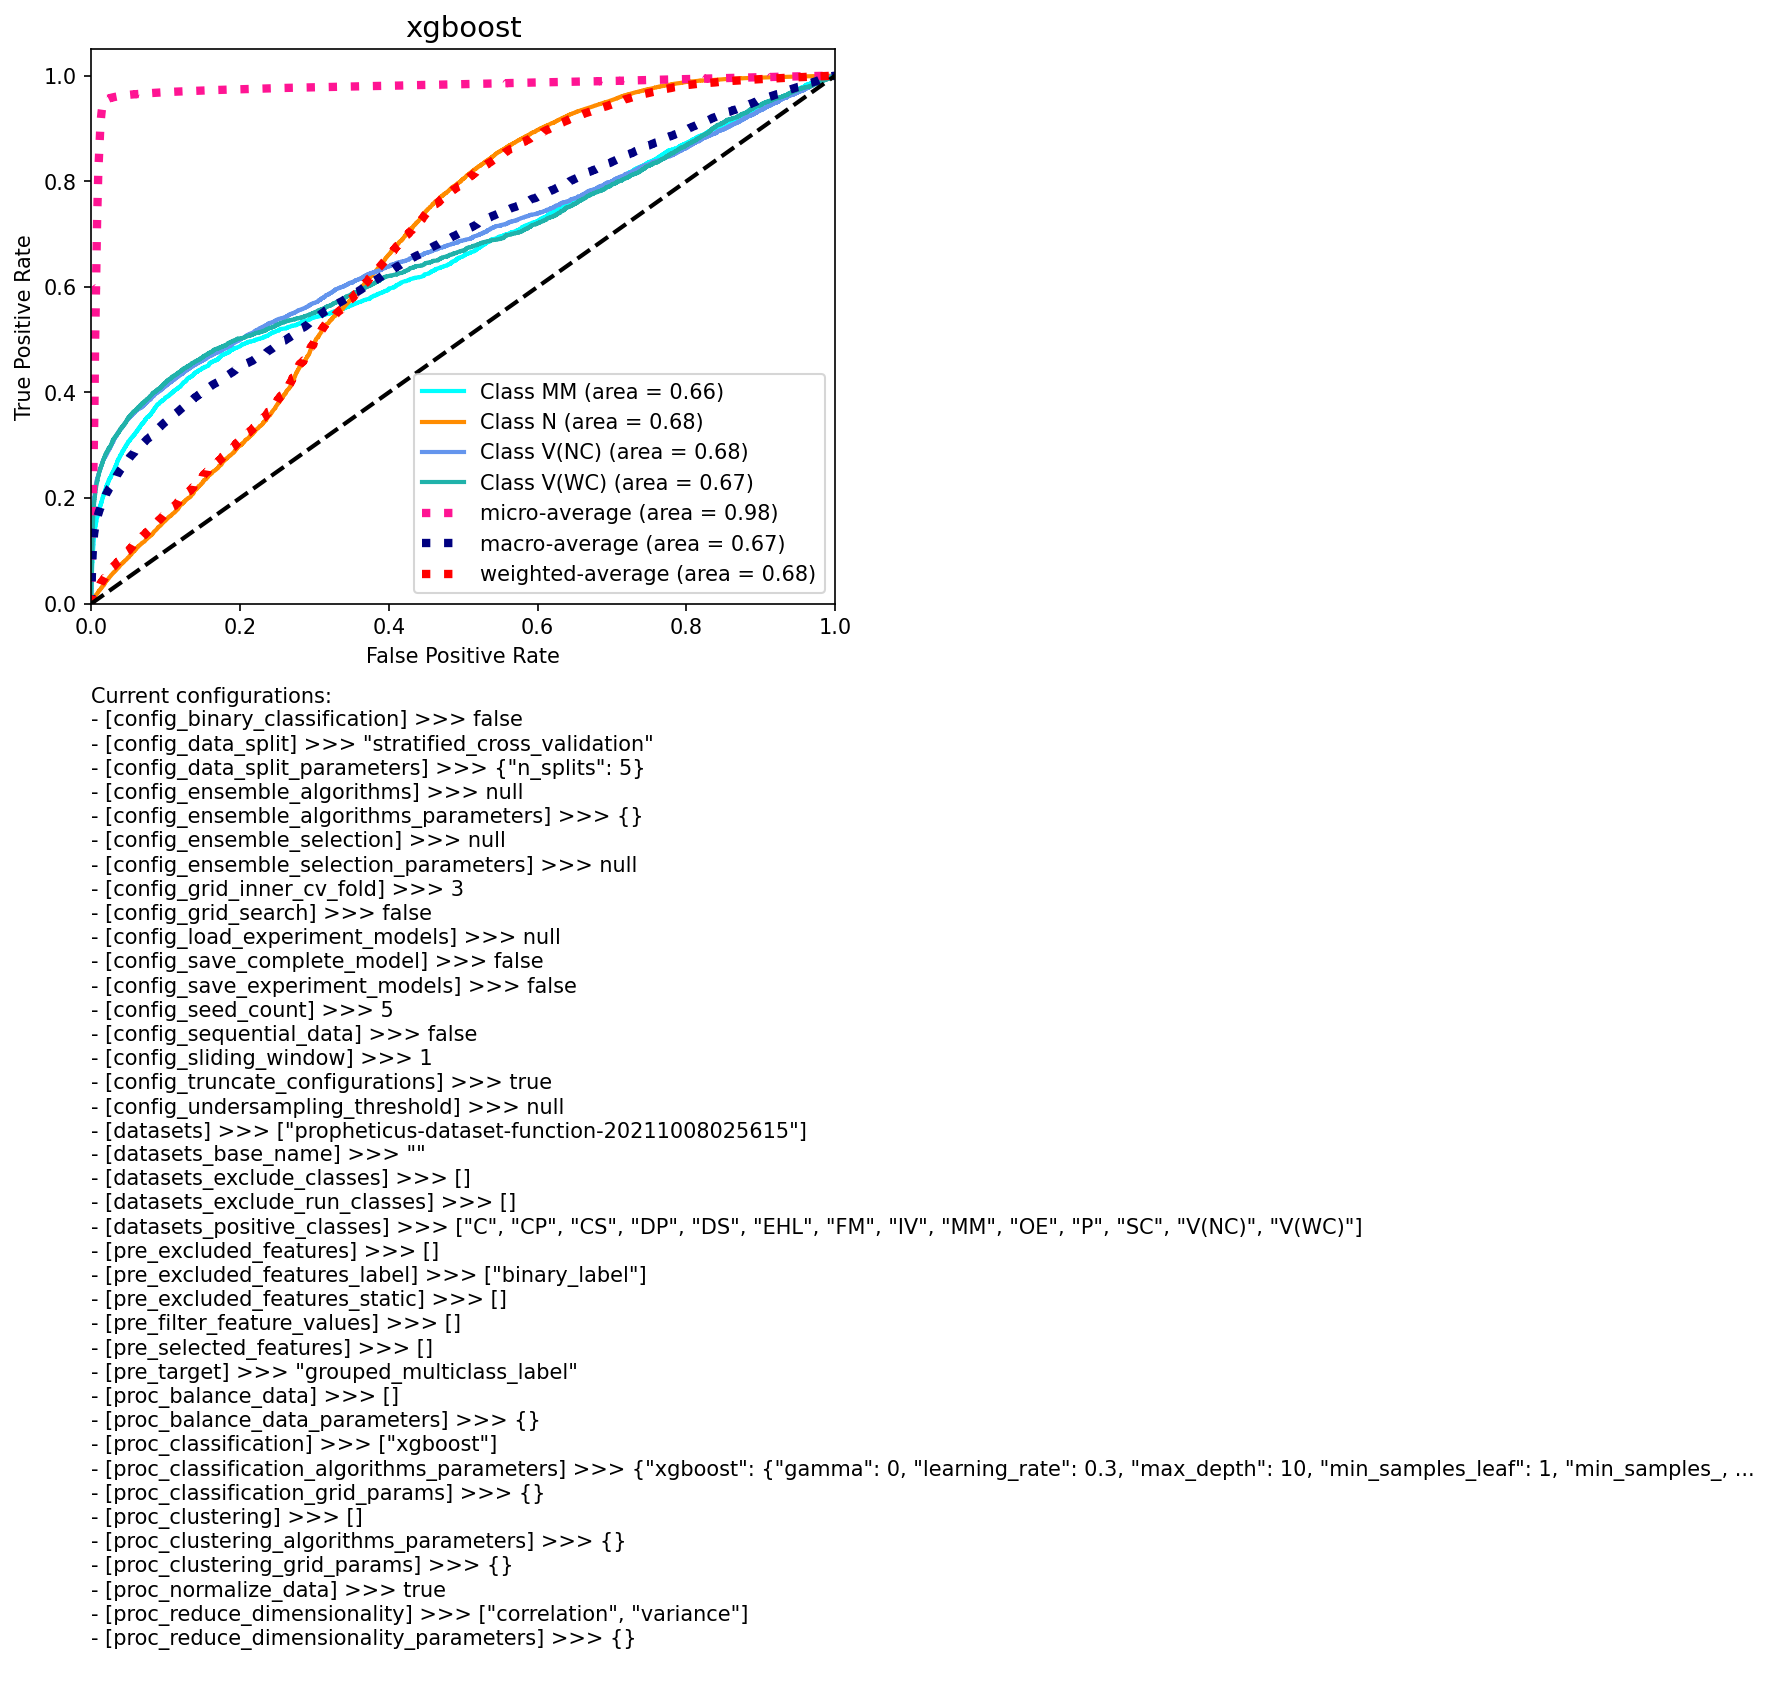 xgboost
1.0
0.8
0.6
0.4
0.2
0.0
True Positive Rate
0.0 0.2 0.4 0.6 0.8 1.0
False Positive Rate
Class MM (area = 0.66)
Class N (area = 0.68)
Class V(NC) (area = 0.68)
Class V(WC) (area = 0.67)
micro-average (area = 0.98)
macro-average (area = 0.67)
weighted-average (area = 0.68)
Current configurations:
- [config_binary_classification] >>> false
- [config_data_split] >>> "stratified_cross_validation"
- [config_data_split_parameters] >>> {"n_splits": 5}
- [config_ensemble_algorithms] >>> null
- [config_ensemble_algorithms_parameters] >>> {}
- [config_ensemble_selection] >>> null
- [config_ensemble_selection_parameters] >>> null
- [config_grid_inner_cv_fold] >>> 3
- [config_grid_search] >>> false
- [config_load_experiment_models] >>> null
- [config_save_complete_model] >>> false
- [config_save_experiment_models] >>> false
- [config_seed_count] >>> 5
- [config_sequential_data] >>> false
- [config_sliding_window] >>> 1
- [config_truncate_configurations] >>> true
- [config_undersampling_threshold] >>> null
- [datasets] >>> ["propheticus-dataset-function-20211008025615"]
- [datasets_base_name] >>> ""
- [datasets_exclude_classes] >>> []
- [datasets_exclude_run_classes] >>> []
- [datasets_positive_classes] >>> ["C", "CP", "CS", "DP", "DS", "EHL", "FM", "IV", "MM", "OE", "P", "SC", "V(NC)", "V(WC)"]
- [pre_excluded_features] >>> []
- [pre_excluded_features_label] >>> ["binary_label"]
- [pre_excluded_features_static] >>> []
- [pre_filter_feature_values] >>> []
- [pre_selected_features] >>> []
- [pre_target] >>> "grouped_multiclass_label"
- [proc_balance_data] >>> []
- [proc_balance_data_parameters] >>> {}
- [proc_classification] >>> ["xgboost"]
- [proc_classification_algorithms_parameters] >>> {"xgboost": {"gamma": 0, "learning_rate": 0.3, "max_depth": 10, "min_samples_leaf": 1, "min_samples_, ...
- [proc_classification_grid_params] >>> {}
- [proc_clustering] >>> []
- [proc_clustering_algorithms_parameters] >>> {}
- [proc_clustering_grid_params] >>> {}
- [proc_normalize_data] >>> true
- [proc_reduce_dimensionality] >>> ["correlation", "variance"]
- [proc_reduce_dimensionality_parameters] >>> {}